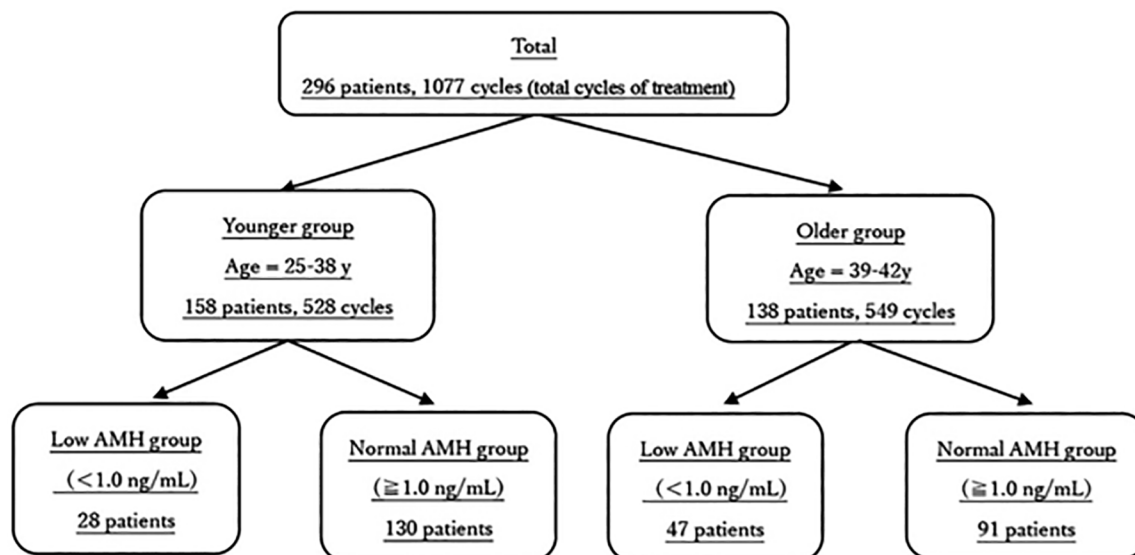 Total
296 patients, 1077 cycles (total cycles of treatment)
Younger group
Age = 25-38 y
158 patients, 528 cycles
Older group
Age = 39-42y
138 patients, 549 cycles
Low AMH group
(<1.0 ng/mL)
28 patients
Normal AMH group
(≧1.0 ng/mL)
130 patients
Low AMH group
(<1.0 ng/mL)
47 patients
Normal AMH group
(≧1.0 ng/mL)
91 patients